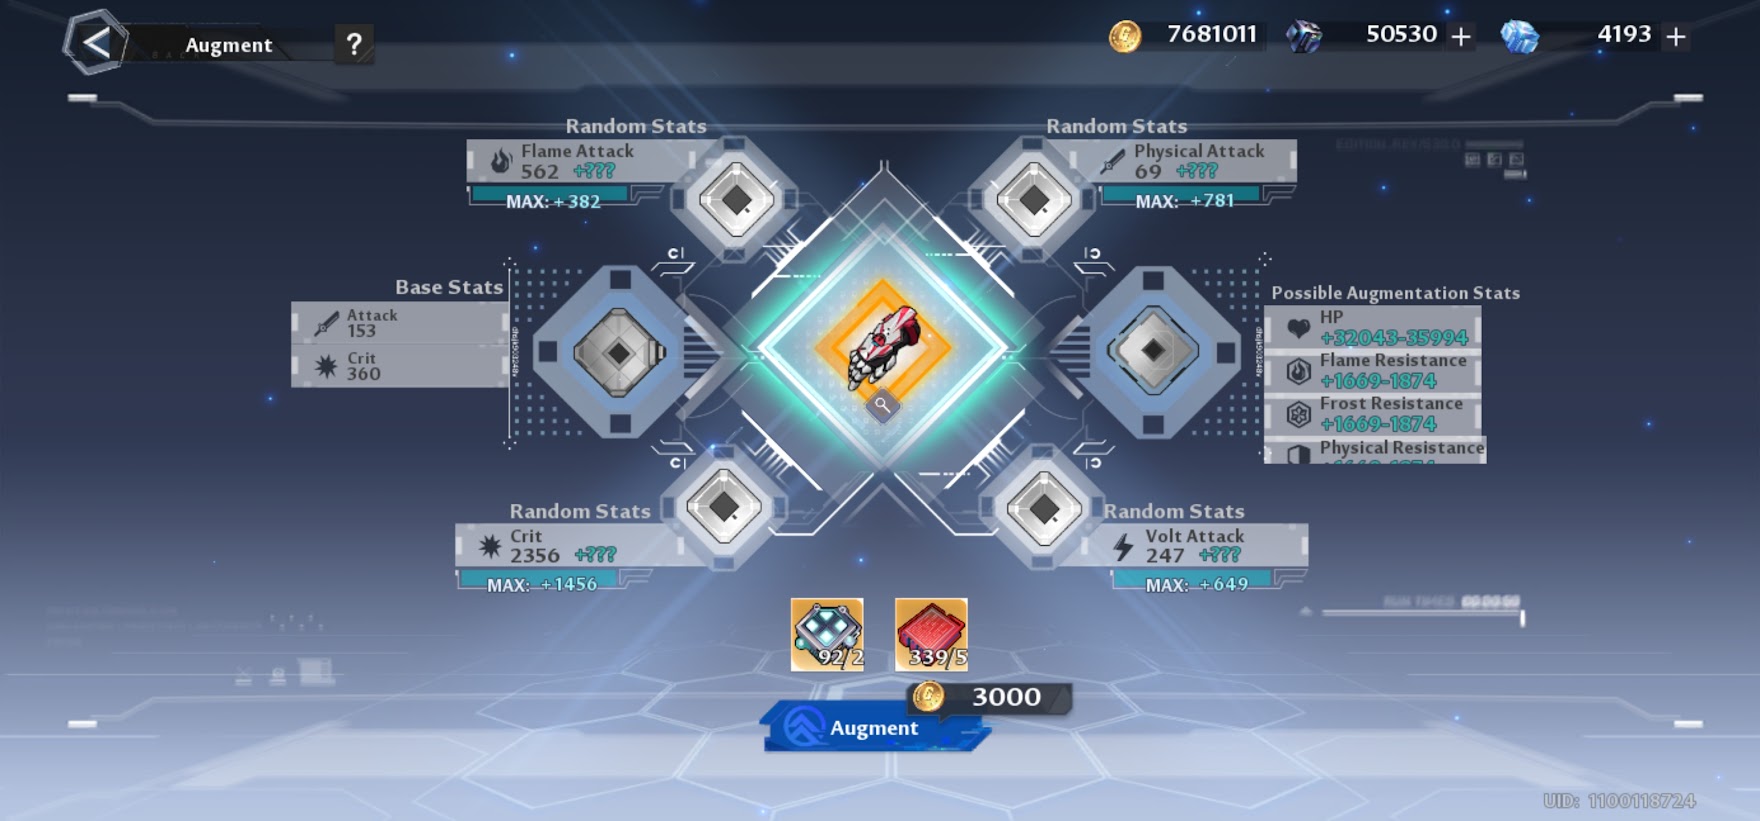 Augment
?
7681011
50530 +
4193 +
Random Stats
Flame Attack
562 +???
MAX: +382
Random Stats
Physical Attack
69 +???
MAX: +781
Base Stats
Attack
153
Crit
360
Possible Augmentation Stats
HP
+32043-35994
Flame Resistance
+1669-1874
Frost Resistance
+1669-1874
Physical Resistance
Random Stats
Crit
2356 +???
MAX: +1456
Random Stats
Volt Attack
247 +???
MAX: +649
92/2
339/5
3000
Augment
UID: 1100118724